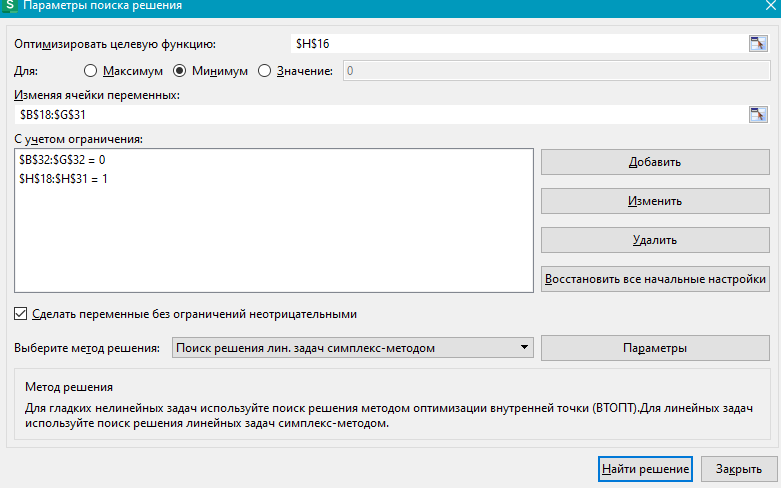 S Параметры поиска решения
Оптимизировать целевую функцию: $H$16
Для: Максимум Минимум Значение: 0
Изменяя ячейки переменных:
$B$18:$G$31
С учетом ограничения:
$B$32:$G$32 = 0
$H$18:$H$31 = 1
Добавить
Изменить
Удалить
Восстановить все начальные настройки
Сделать переменные без ограничений неотрицательными
Выберите метод решения: Поиск решения лин. задач симплекс-методом Параметры
Метод решения
Для гладких нелинейных задач используйте поиск решения методом оптимизации внутренней точки (ВТОПТ).Для линейных задач
используйте поиск решения линейных задач симплекс-методом.
Найти решение Закрыть